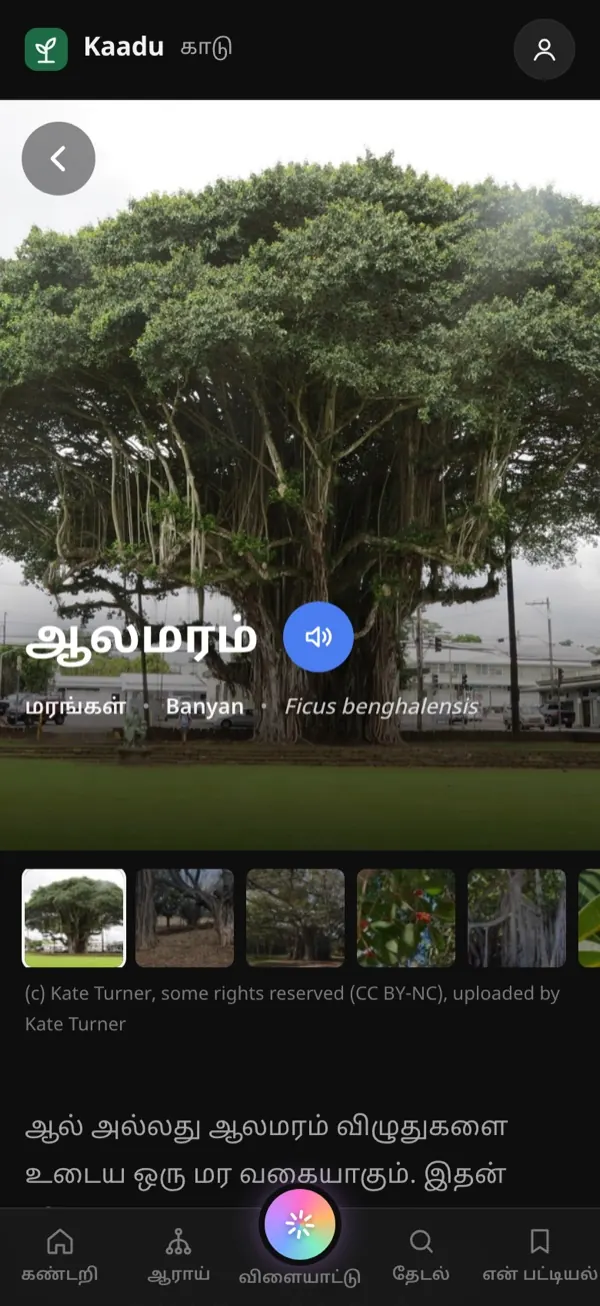 Kaadu காடு
ஆலமரம்
மரங்கள் • Banyan • Ficus benghalensis
(c) Kate Turner, some rights reserved (CC BY-NC), uploaded by
Kate Turner
ஆல் அல்லது ஆலமரம் விழுதுகளை
உடைய ஒரு மர வகையாகும். இதன்
கண்டறி ஆராய் விளையாட்டு தேடல் என் பட்டியல்